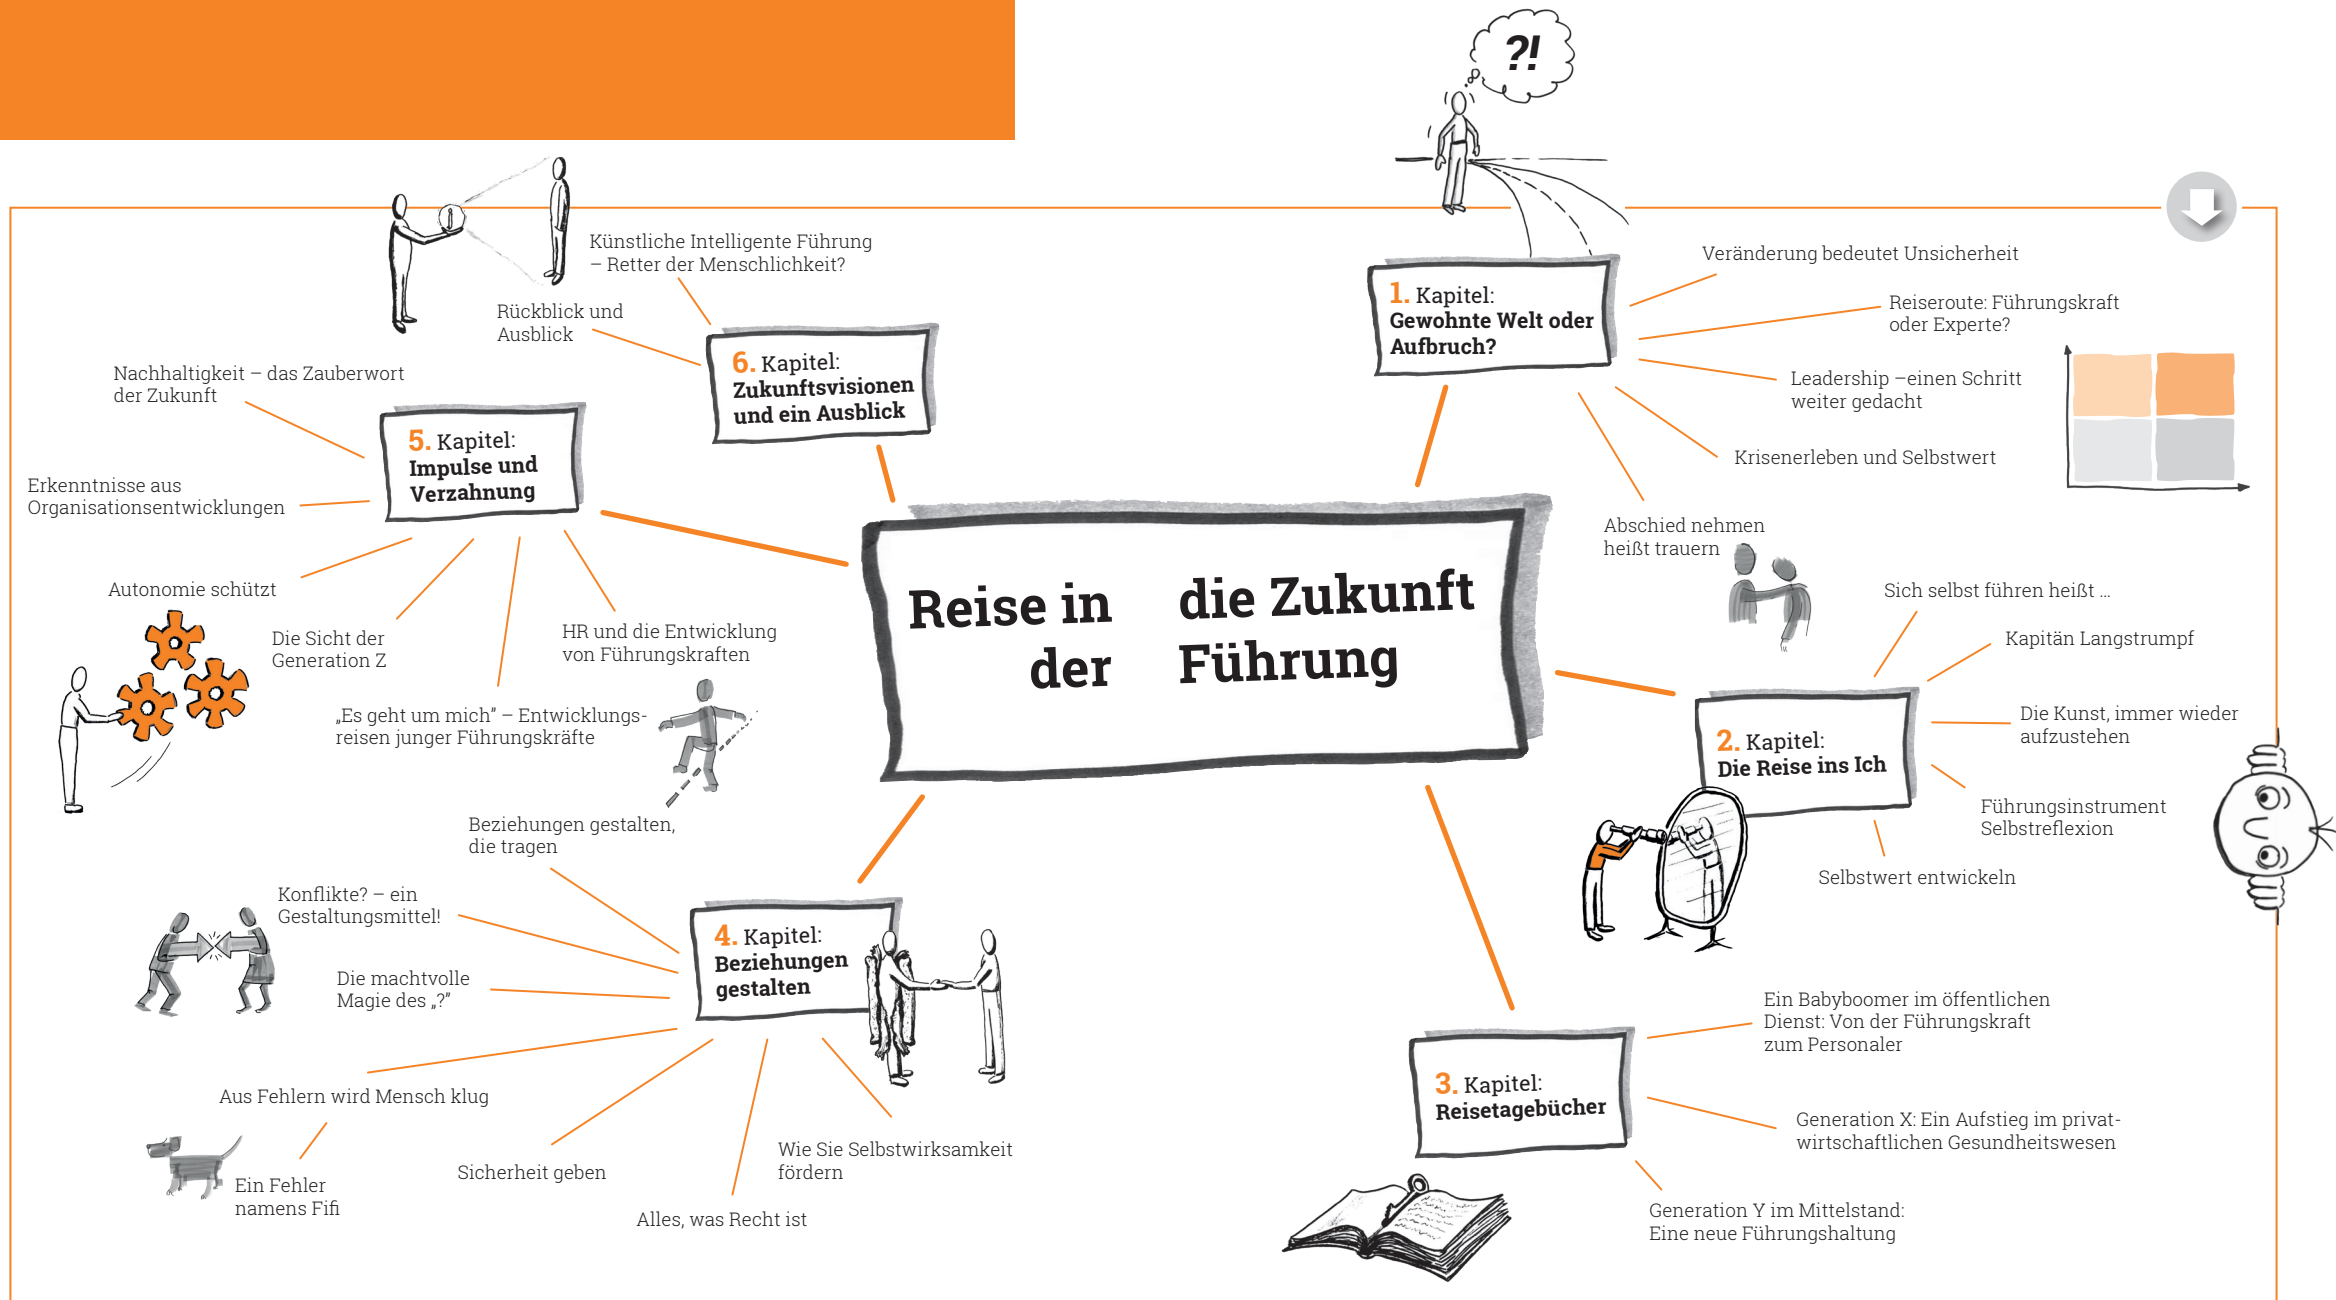 ?!
Reise in die Zukunft
der Führung
1. Kapitel:
Gewohnte Welt oder
Aufbruch?
Veränderung bedeutet Unsicherheit
Reiseroute: Führungskraft
oder Experte?
Leadership –einen Schritt
weiter gedacht
Krisenerleben und Selbstwert
Abschied nehmen
heißt trauern
2. Kapitel:
Die Reise ins Ich
Sich selbst führen heißt ...
Kapitän Langstrumpf
Die Kunst, immer wieder
aufzustehen
Führungsinstrument
Selbstreflexion
Selbstwert entwickeln
3. Kapitel:
Reisetagebücher
Ein Babyboomer im öffentlichen
Dienst: Von der Führungskraft
zum Personaler
Generation X: Ein Aufstieg im privat-
wirtschaftlichen Gesundheitswesen
Generation Y im Mittelstand:
Eine neue Führungshaltung
4. Kapitel:
Beziehungen
gestalten
Beziehungen gestalten,
die tragen
Konflikte? – ein
Gestaltungsmittel!
Die machtvolle
Magie des „?”
Aus Fehlern wird Mensch klug
Ein Fehler
namens Fifi
Sicherheit geben
Alles, was Recht ist
Wie Sie Selbstwirksamkeit
fördern
5. Kapitel:
Impulse und
Verzahnung
Nachhaltigkeit – das Zauberwort
der Zukunft
Erkenntnisse aus
Organisationsentwicklungen
Autonomie schützt
Die Sicht der
Generation Z
„Es geht um mich” – Entwicklungs-
reisen junger Führungskräfte
HR und die Entwicklung
von Führungskraften
6. Kapitel:
Zukunftsvisionen
und ein Ausblick
Rückblick und
Ausblick
Künstliche Intelligente Führung
– Retter der Menschlichkeit?